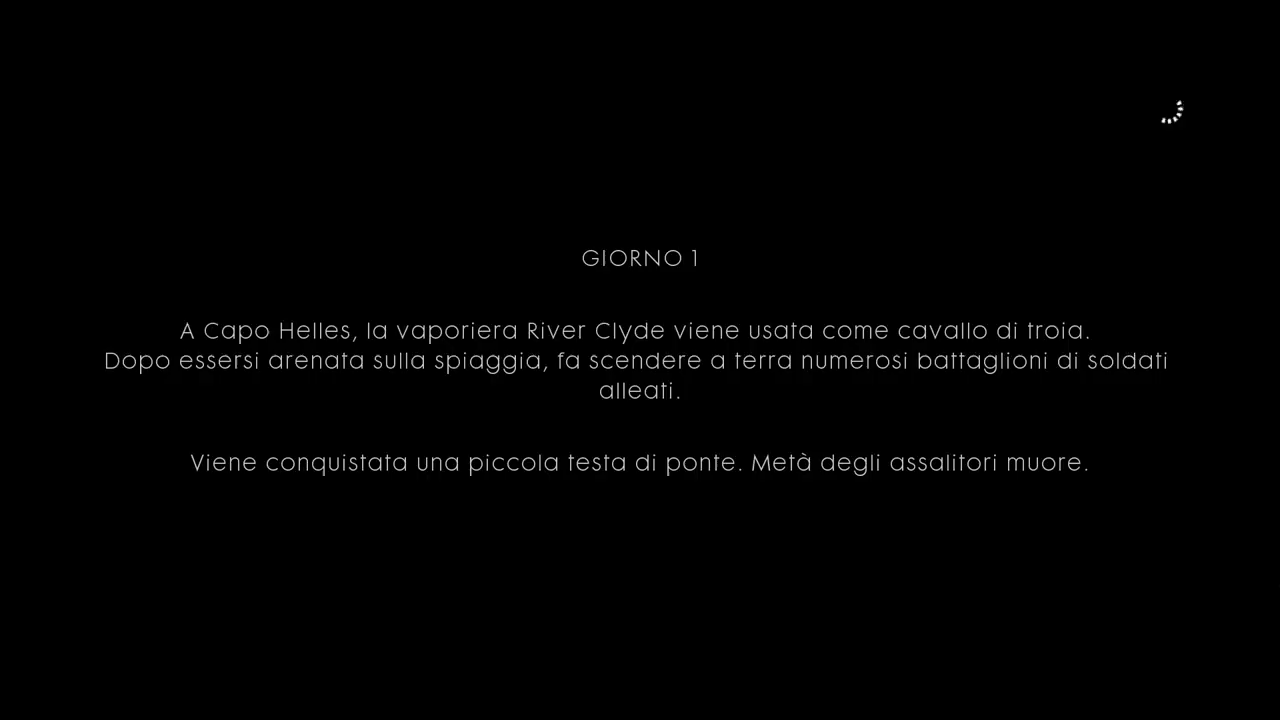 GIORNO 1
A Capo Helles, la vaporiera River Clyde viene usata come cavallo di troia.
Dopo essersi arenata sulla spiaggia, fa scendere a terra numerosi battaglioni di soldati
alleati.
Viene conquistata una piccola testa di ponte. Metà degli assalitori muore.